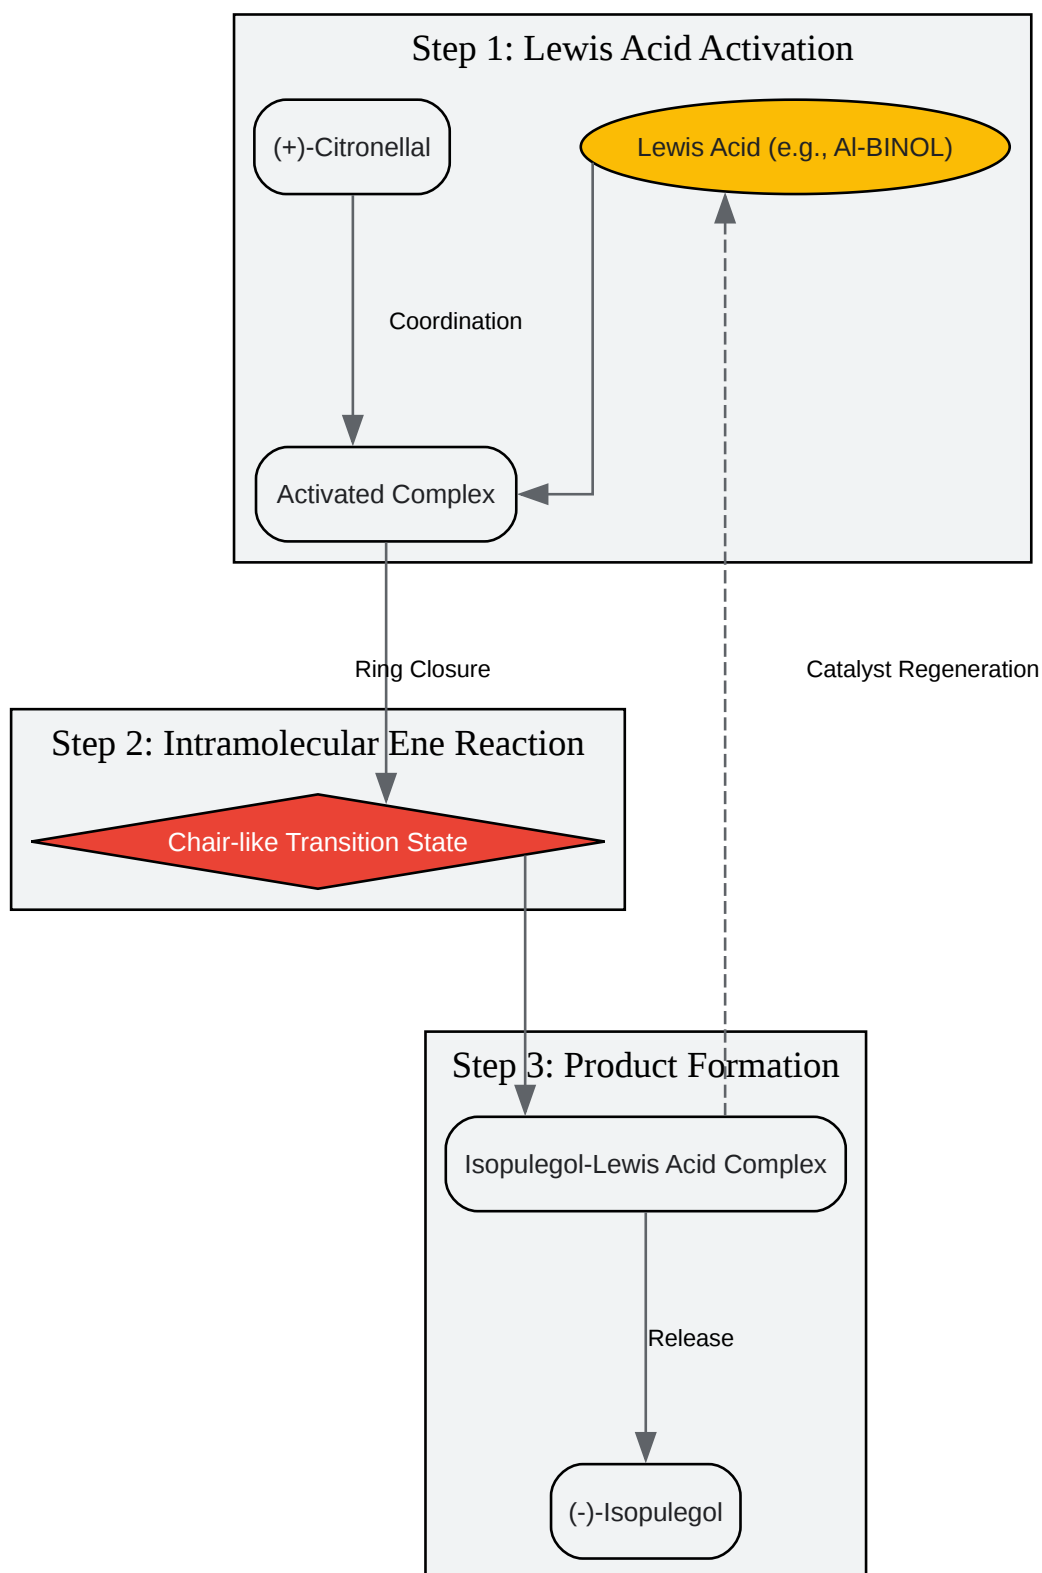 Step 1: Lewis Acid Activation
(+)-Citronellal
Lewis Acid (e.g., Al-BINOL)
Coordination
Activated Complex
Ring Closure
Catalyst Regeneration
Step 2: Intramolecular Ene Reaction
Chair-like Transition State
Step 3: Product Formation
Isopulegol-Lewis Acid Complex
Release
(-)-Isopulegol